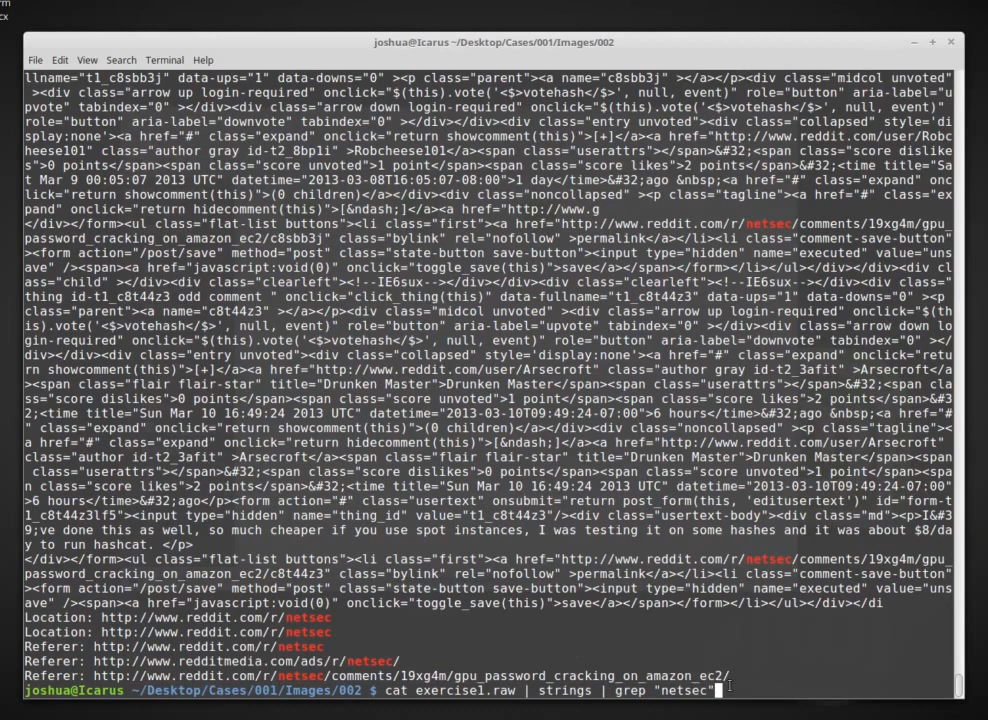 rm
cx
joshua@Icarus ~/Desktop/Cases/001/Images/002
File Edit View Search Terminal Help
llname="t1_c8sbb3j" data-ups="1" data-downs="0" ><p class="parent"><a name="c8sbb3j" ></a></p><div class="midcol unvoted"
 ><div class="arrow up login-required" onclick="$(this).vote('<$>votehash</$>', null, event)" role="button" aria-label="u
pvote" tabindex="0" ></div><div class="arrow down login-required" onclick="$(this).vote('<$>votehash</$>', null, event)"
role="button" aria-label="downvote" tabindex="0" ></div></div><div class="entry unvoted"><div class="collapsed" style='di
splay:none'><a href="#" class="expand" onclick="return showcomment(this)">[+]</a><a href="http://www.reddit.com/user/Robc
heese101" class="author gray id-t2_8bp1i" >Robcheese101</a><span class="userattrs"></span>&#32;<span class="score dislike
s">0 points</span><span class="score unvoted">1 point</span><span class="score likes">2 points</span>&#32;<time title="Sa
t Mar 9 00:05:07 2013 UTC" datetime="2013-03-08T16:05:07-08:00">1 day</time>&#32;ago &nbsp;<a href="#" class="expand" onc
lick="return showcomment(this)">(0 children)</a></div><div class="noncollapsed" ><p class="tagline"><a href="#" class="ex
pand" onclick="return hidecomment(this)">[&ndash;]</a><a href="http://www.g
</div></form><ul class="flat-list buttons"><li class="first"><a href="http://www.reddit.com/r/netsec/comments/19xg4m/gpu_
password_cracking_on_amazon_ec2/c8sbb3j" class="bylink" rel="nofollow" >permalink</a></li><li class="comment-save-button"
><form action="/post/save" method="post" class="state-button save-button"><input type="hidden" name="executed" value="uns
ave" /><span><a href="javascript:void(0)" onclick="toggle_save(this)">save</a></span></form></li></ul></div></div><div cl
ass="child" ></div><div class="clearleft"><!--IE6sux--></div></div><div class="clearleft"><!--IE6sux--></div><div class="
thing id-t1_c8t44z3 odd comment " onclick="click_thing(this)" data-fullname="t1_c8t44z3" data-ups="1" data-downs="0" ><p
class="parent"><a name="c8t44z3" ></a></p><div class="midcol unvoted" ><div class="arrow up login-required" onclick="$(th
is).vote('<$>votehash</$>', null, event)" role="button" aria-label="upvote" tabindex="0" ></div><div class="arrow down lo
gin-required" onclick="$(this).vote('<$>votehash</$>', null, event)" role="button" aria-label="downvote" tabindex="0" ></
div></div><div class="entry unvoted"><div class="collapsed" style='display:none'><a href="#" class="expand" onclick="retu
rn showcomment(this)">[+]</a><a href="http://www.reddit.com/user/Arsecroft" class="author gray id-t2_3afit" >Arsecroft</a
><span class="flair flair-star" title="Drunken Master">Drunken Master</span><span class="userattrs"></span>&#32;<span cla
ss="score dislikes">0 points</span><span class="score unvoted">1 point</span><span class="score likes">2 points</span>&#3
2;<time title="Sun Mar 10 16:49:24 2013 UTC" datetime="2013-03-10T09:49:24-07:00">6 hours</time>&#32;ago &nbsp;<a href="#
" class="expand" onclick="return showcomment(this)">(0 children)</a></div><div class="noncollapsed" ><p class="tagline"><
a href="#" class="expand" onclick="return hidecomment(this)">[&ndash;]</a><a href="http://www.reddit.com/user/Arsecroft"
class="author id-t2_3afit" >Arsecroft</a><span class="flair flair-star" title="Drunken Master">Drunken Master</span><span
 class="userattrs"></span>&#32;<span class="score dislikes">0 points</span><span class="score unvoted">1 point</span><spa
n class="score likes">2 points</span>&#32;<time title="Sun Mar 10 16:49:24 2013 UTC" datetime="2013-03-10T09:49:24-07:00"
>6 hours</time>&#32;ago</p><form action="#" class="usertext" onsubmit="return post_form(this, 'editusertext')" id="form-t
1_c8t44z3lf5"><input type="hidden" name="thing_id" value="t1_c8t44z3"/><div class="usertext-body"><div class="md"><p>I&#3
9;ve done this as well, so much cheaper if you use spot instances, I was testing it on some hashes and it was about $8/da
y to run hashcat. </p>
</div></form><ul class="flat-list buttons"><li class="first"><a href="http://www.reddit.com/r/netsec/comments/19xg4m/gpu_
password_cracking_on_amazon_ec2/c8t44z3" class="bylink" rel="nofollow" >permalink</a></li><li class="comment-save-button"
><form action="/post/save" method="post" class="state-button save-button"><input type="hidden" name="executed" value="uns
ave" /><span><a href="javascript:void(0)" onclick="toggle_save(this)">save</a></span></form></li></ul></div></di
Location: http://www.reddit.com/r/netsec
Location: http://www.reddit.com/r/netsec
Referer: http://www.reddit.com/r/netsec
Referer: http://www.redditmedia.com/ads/r/netsec/
Referer: http://www.reddit.com/r/netsec/comments/19xg4m/gpu_password_cracking_on_amazon_ec2/
joshua@Icarus ~/Desktop/Cases/001/Images/002 $ cat exercise1.raw | strings | grep "netsec"